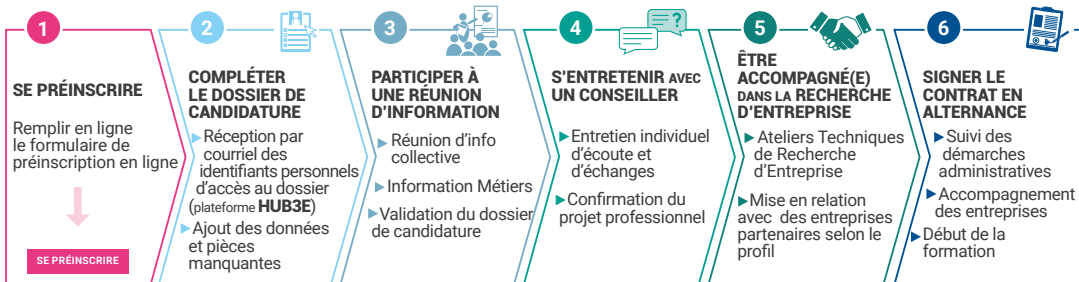 1
SE PRÉINSCRIRE
Remplir en ligne
le formulaire de
préinscription en ligne
SE PRÉINSCRIRE
2
COMPLÉTER
LE DOSSIER DE
CANDIDATURE
▶Réception par
courriel des
identifiants personnels
d'accès au dossier
(plateforme HUB3E)
▶Ajout des données
et pièces
manquantes
3
PARTICIPER À
UNE RÉUNION
D'INFORMATION
▶Réunion d'info
collective
▶Information Métiers
▶Validation du dossier
de candidature
4
?
S'ENTRETENIR AVEC
UN CONSEILLER
▶Entretien individuel
d'écoute et
d'échanges
▶Confirmation du
projet professionnel
5
ÊTRE
ACCOMPAGNÉ(E)
DANS LA RECHERCHE
D'ENTREPRISE
▶Ateliers Techniques
de Recherche
d'Entreprise
▶Mise en relation
avec des entreprises
partenaires selon le
profil
6
SIGNER LE
CONTRAT EN
ALTERNANCE
▶Suivi des
démarches
administratives
▶Accompagnement
des entreprises
▶Début de la
formation